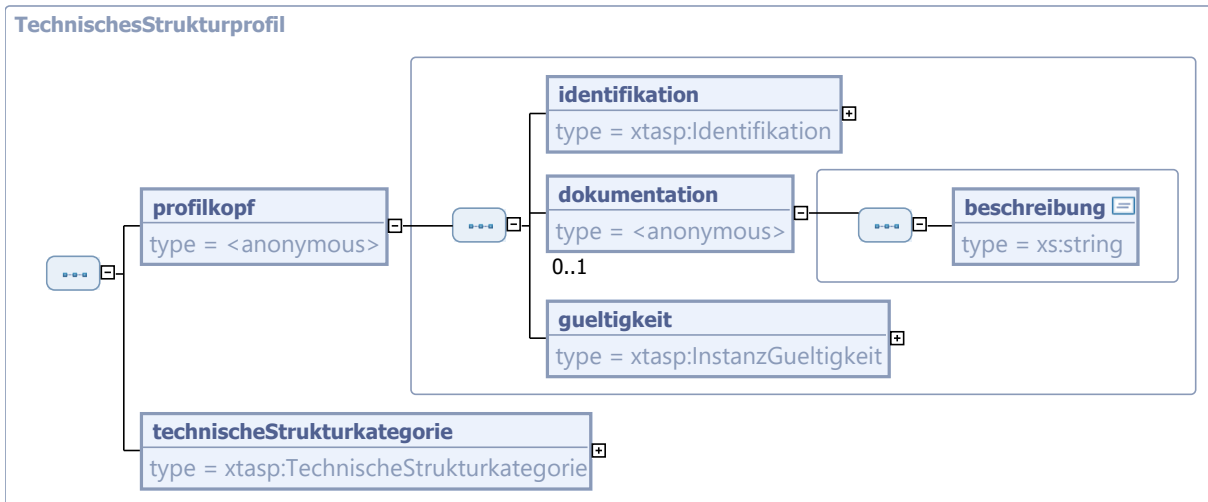 TechnischesStrukturprofil
identifikation
type = xtasp:Identifikation
profilkopf
type = <anonymous>
dokumentation
type = <anonymous>
0..1
beschreibung
type = xs:string
gueltigkeit
type = xtasp:InstanzGueltigkeit
technischeStrukturkategorie
type = xtasp:TechnischeStrukturkategorie